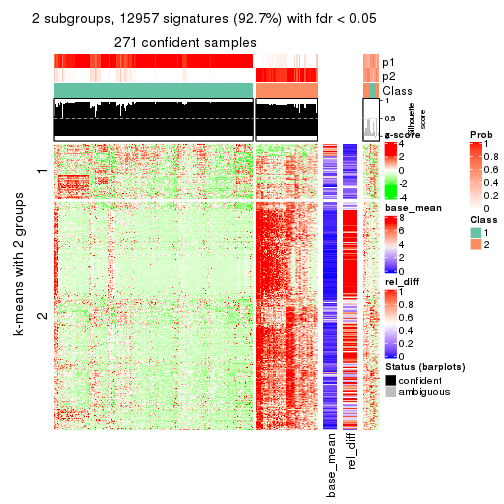 2 subgroups, 12957 signatures (92.7%) with fdr < 0.05
271 confident samples
p1
p2
Class
1
0.5
0
Silhouette
score
k-means with 2 groups
1
2
base_mean
rel_diff
z-score
4
2
0
-2
-4
base_mean
8
6
4
2
0
rel_diff
1
0.8
0.6
0.4
0.2
0
Status (barplots)
confident
ambiguous
Prob
1
0.8
0.6
0.4
0.2
0
Class
1
2